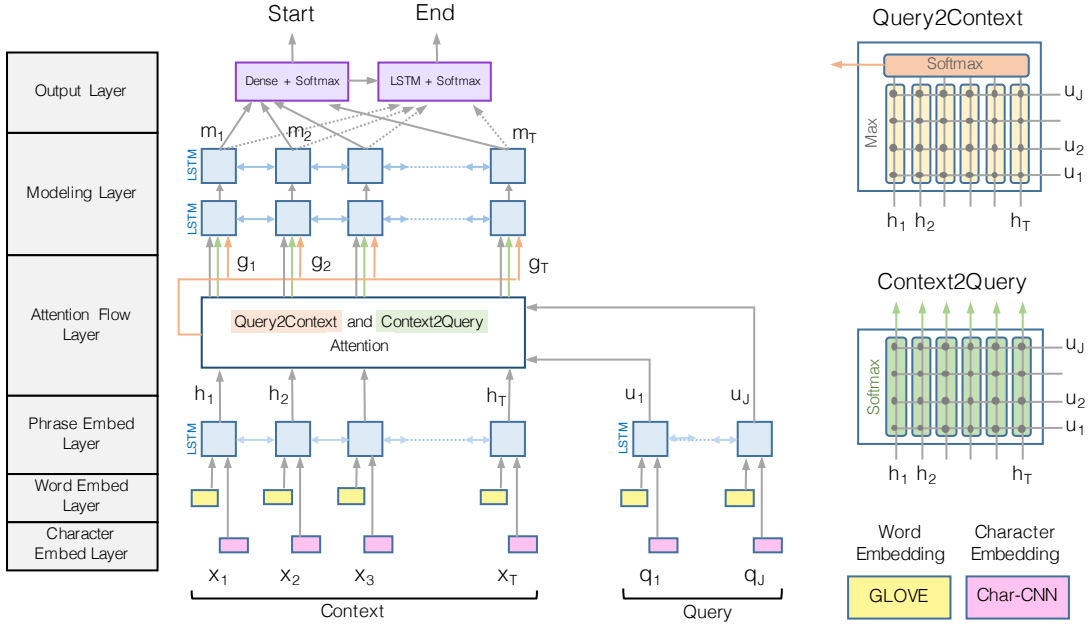 Start End
Output Layer
Dense + Softmax
LSTM + Softmax
m1 m2 mT
LSTM
Modeling Layer
LSTM
g1 g2 gT
Attention Flow
Layer
Query2Context and Context2Query
Attention
h1 h2 hT u1 uJ
Phrase Embed
Layer
LSTM
LSTM
Word Embed
Layer
Character
Embed Layer
x1 x2 x3 xT q1 qJ
Context Query
Query2Context
Softmax
Max
uJ
u2
u1
h1 h2 hT
Context2Query
Softmax
uJ
u2
u1
h1 h2 hT
Word
Embedding
GLOVE
Character
Embedding
Char-CNN